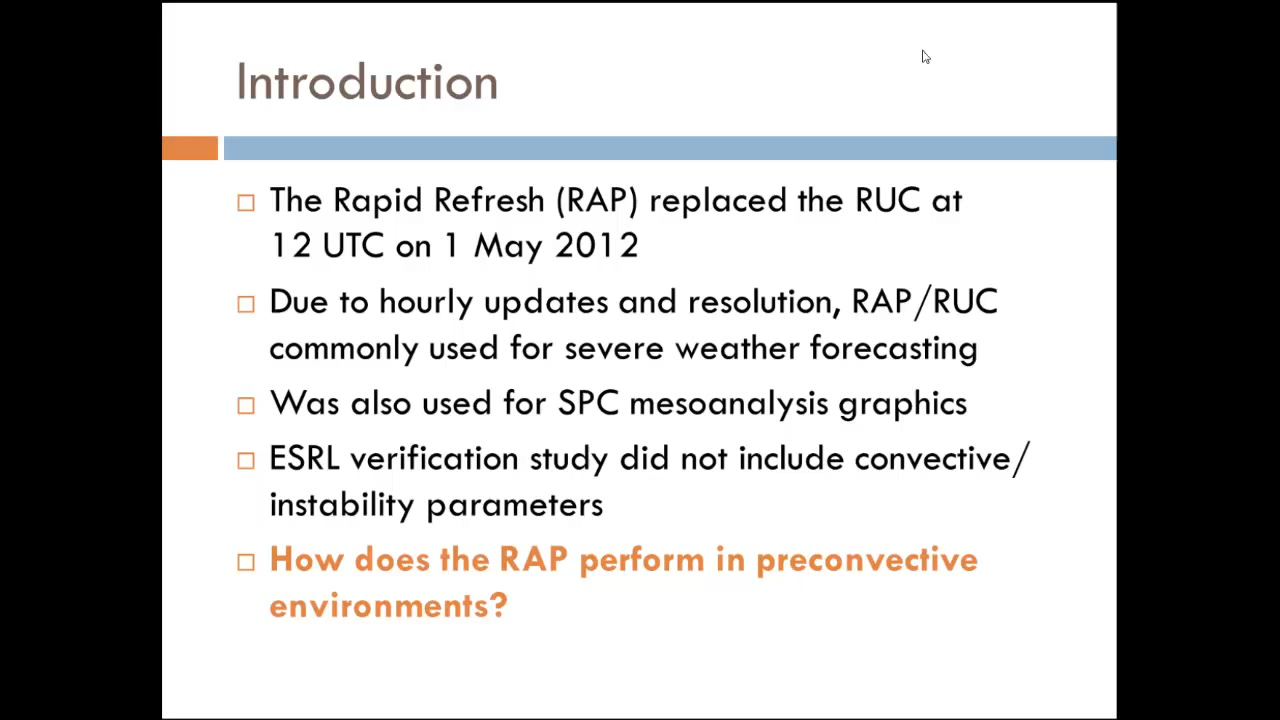 Introduction
The Rapid Refresh (RAP) replaced the RUC at
12 UTC on 1 May 2012
Due to hourly updates and resolution, RAP/RUC
commonly used for severe weather forecasting
Was also used for SPC mesoanalysis graphics
ESRL verification study did not include convective/
instability parameters
How does the RAP perform in preconvective
environments?